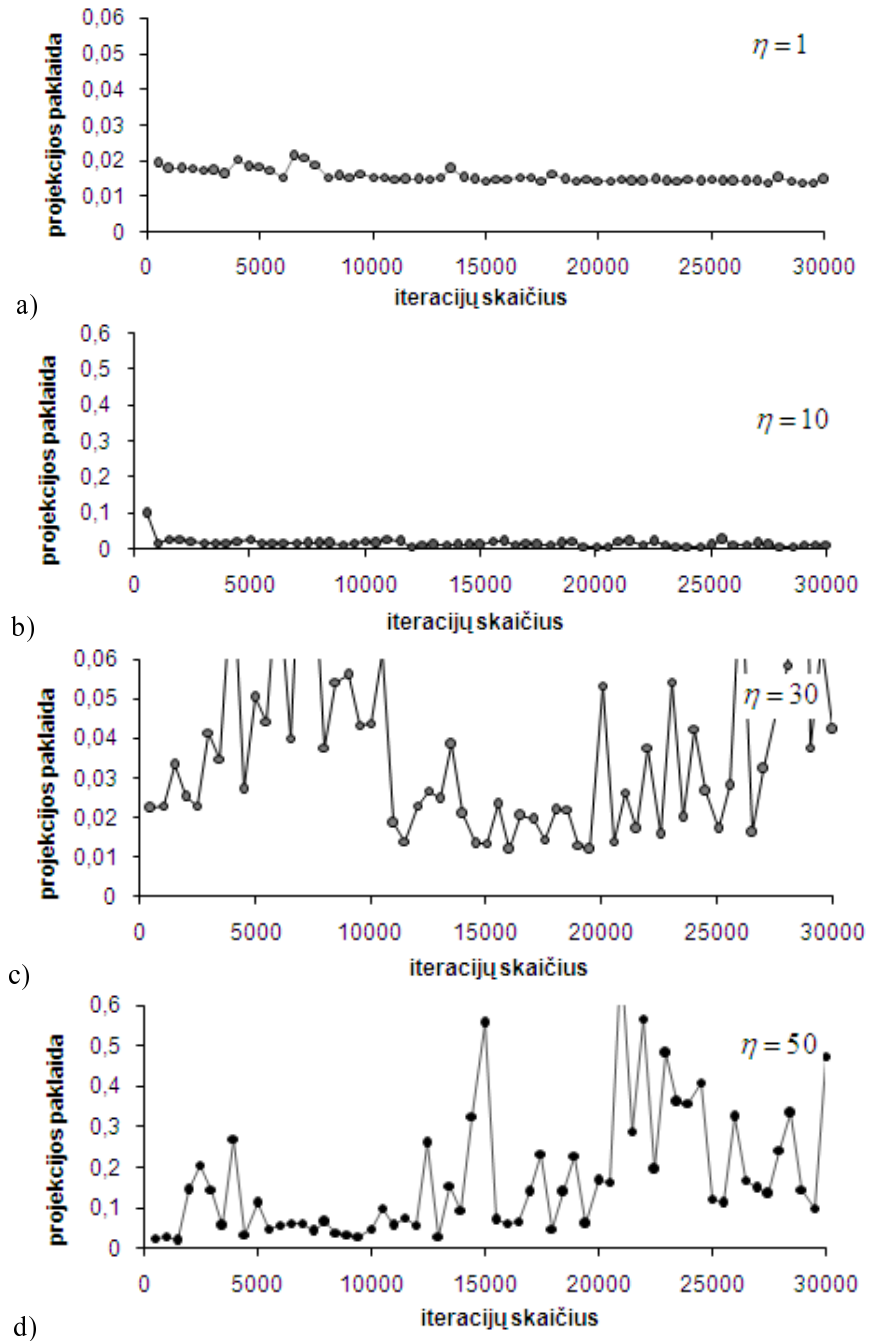 projekcijos paklaida
0,06
0,05
0,04
0,03
0,02
0,01
0
η = 1
0 5000 10000 15000 20000 25000 30000
iteracijų skaičius
a)
projekcijos paklaida
0,6
0,5
0,4
0,3
0,2
0,1
0
η = 10
0 5000 10000 15000 20000 25000 30000
iteracijų skaičius
b)
projekcijos paklaida
0,06
0,05
0,04
0,03
0,02
0,01
0
η = 30
0 5000 10000 15000 20000 25000 30000
iteracijų skaičius
c)
projekcijos paklaida
0,6
0,5
0,4
0,3
0,2
0,1
0
η = 50
0 5000 10000 15000 20000 25000 30000
iteracijų skaičius
d)